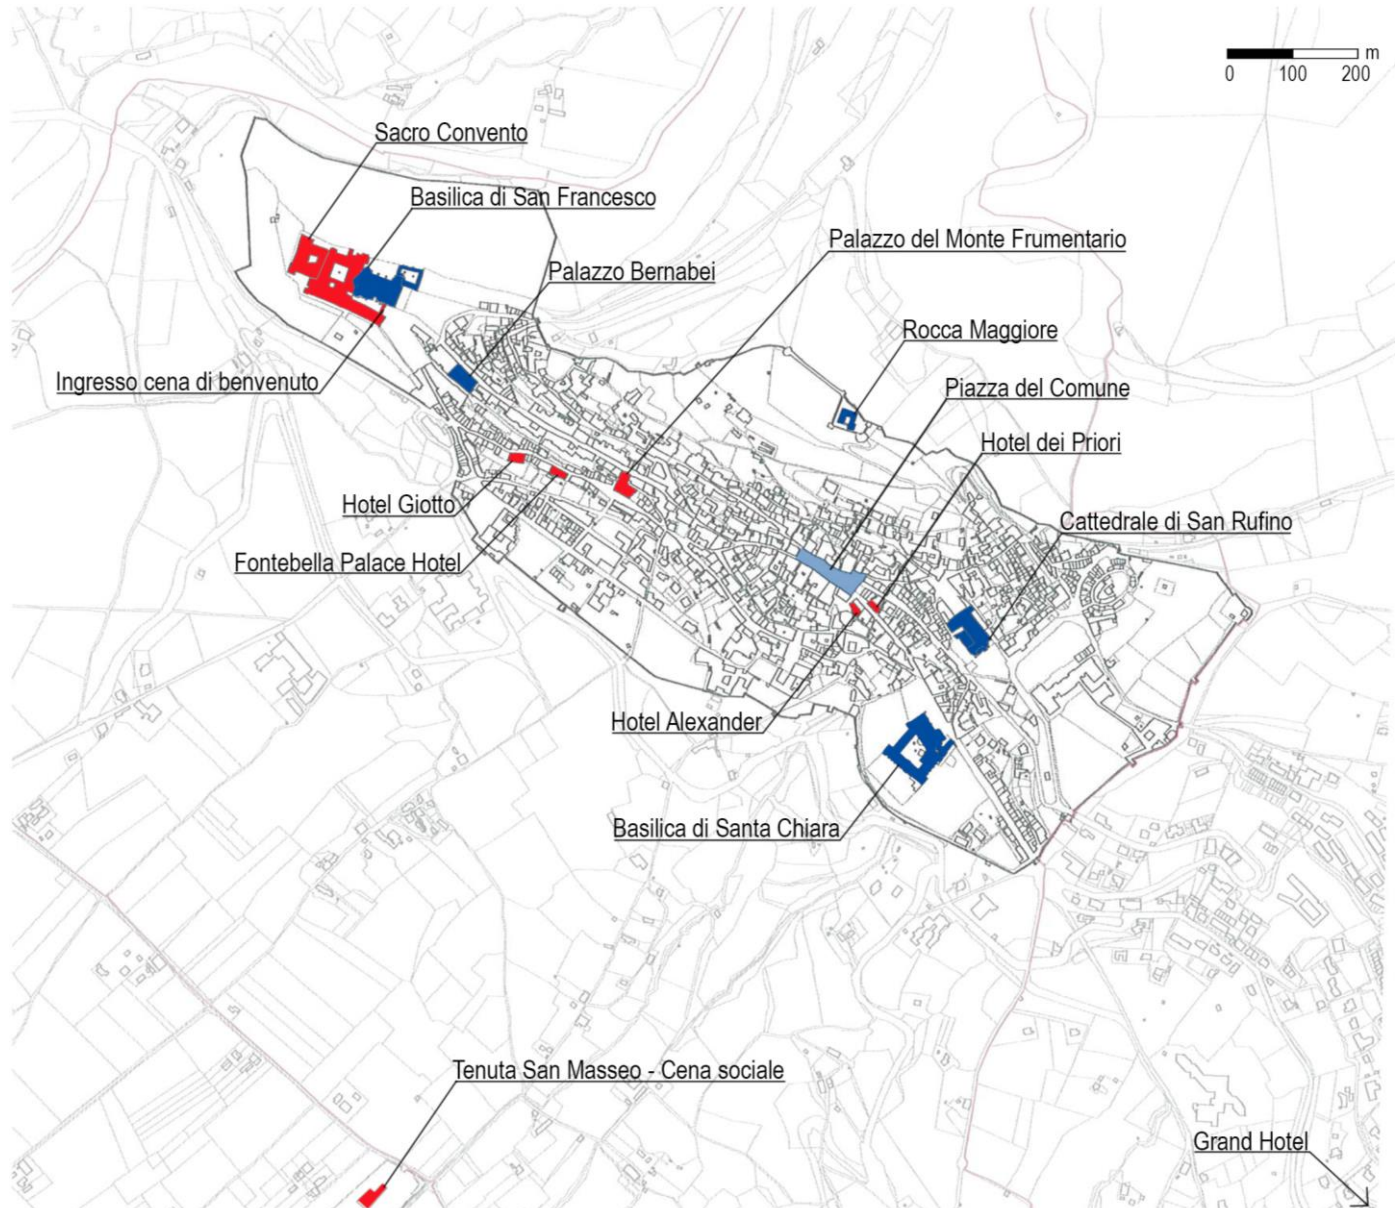 m
0 100 200
Sacro Convento
Basilica di San Francesco
Palazzo del Monte Frumentario
Palazzo Bernabei
Rocca Maggiore
Ingresso cena di benvenuto
Piazza del Comune
Hotel dei Priori
Hotel Giotto
Cattedrale di San Rufino
Fontebella Palace Hotel
Hotel Alexander
Basilica di Santa Chiara
Tenuta San Masseo - Cena sociale
Grand Hotel